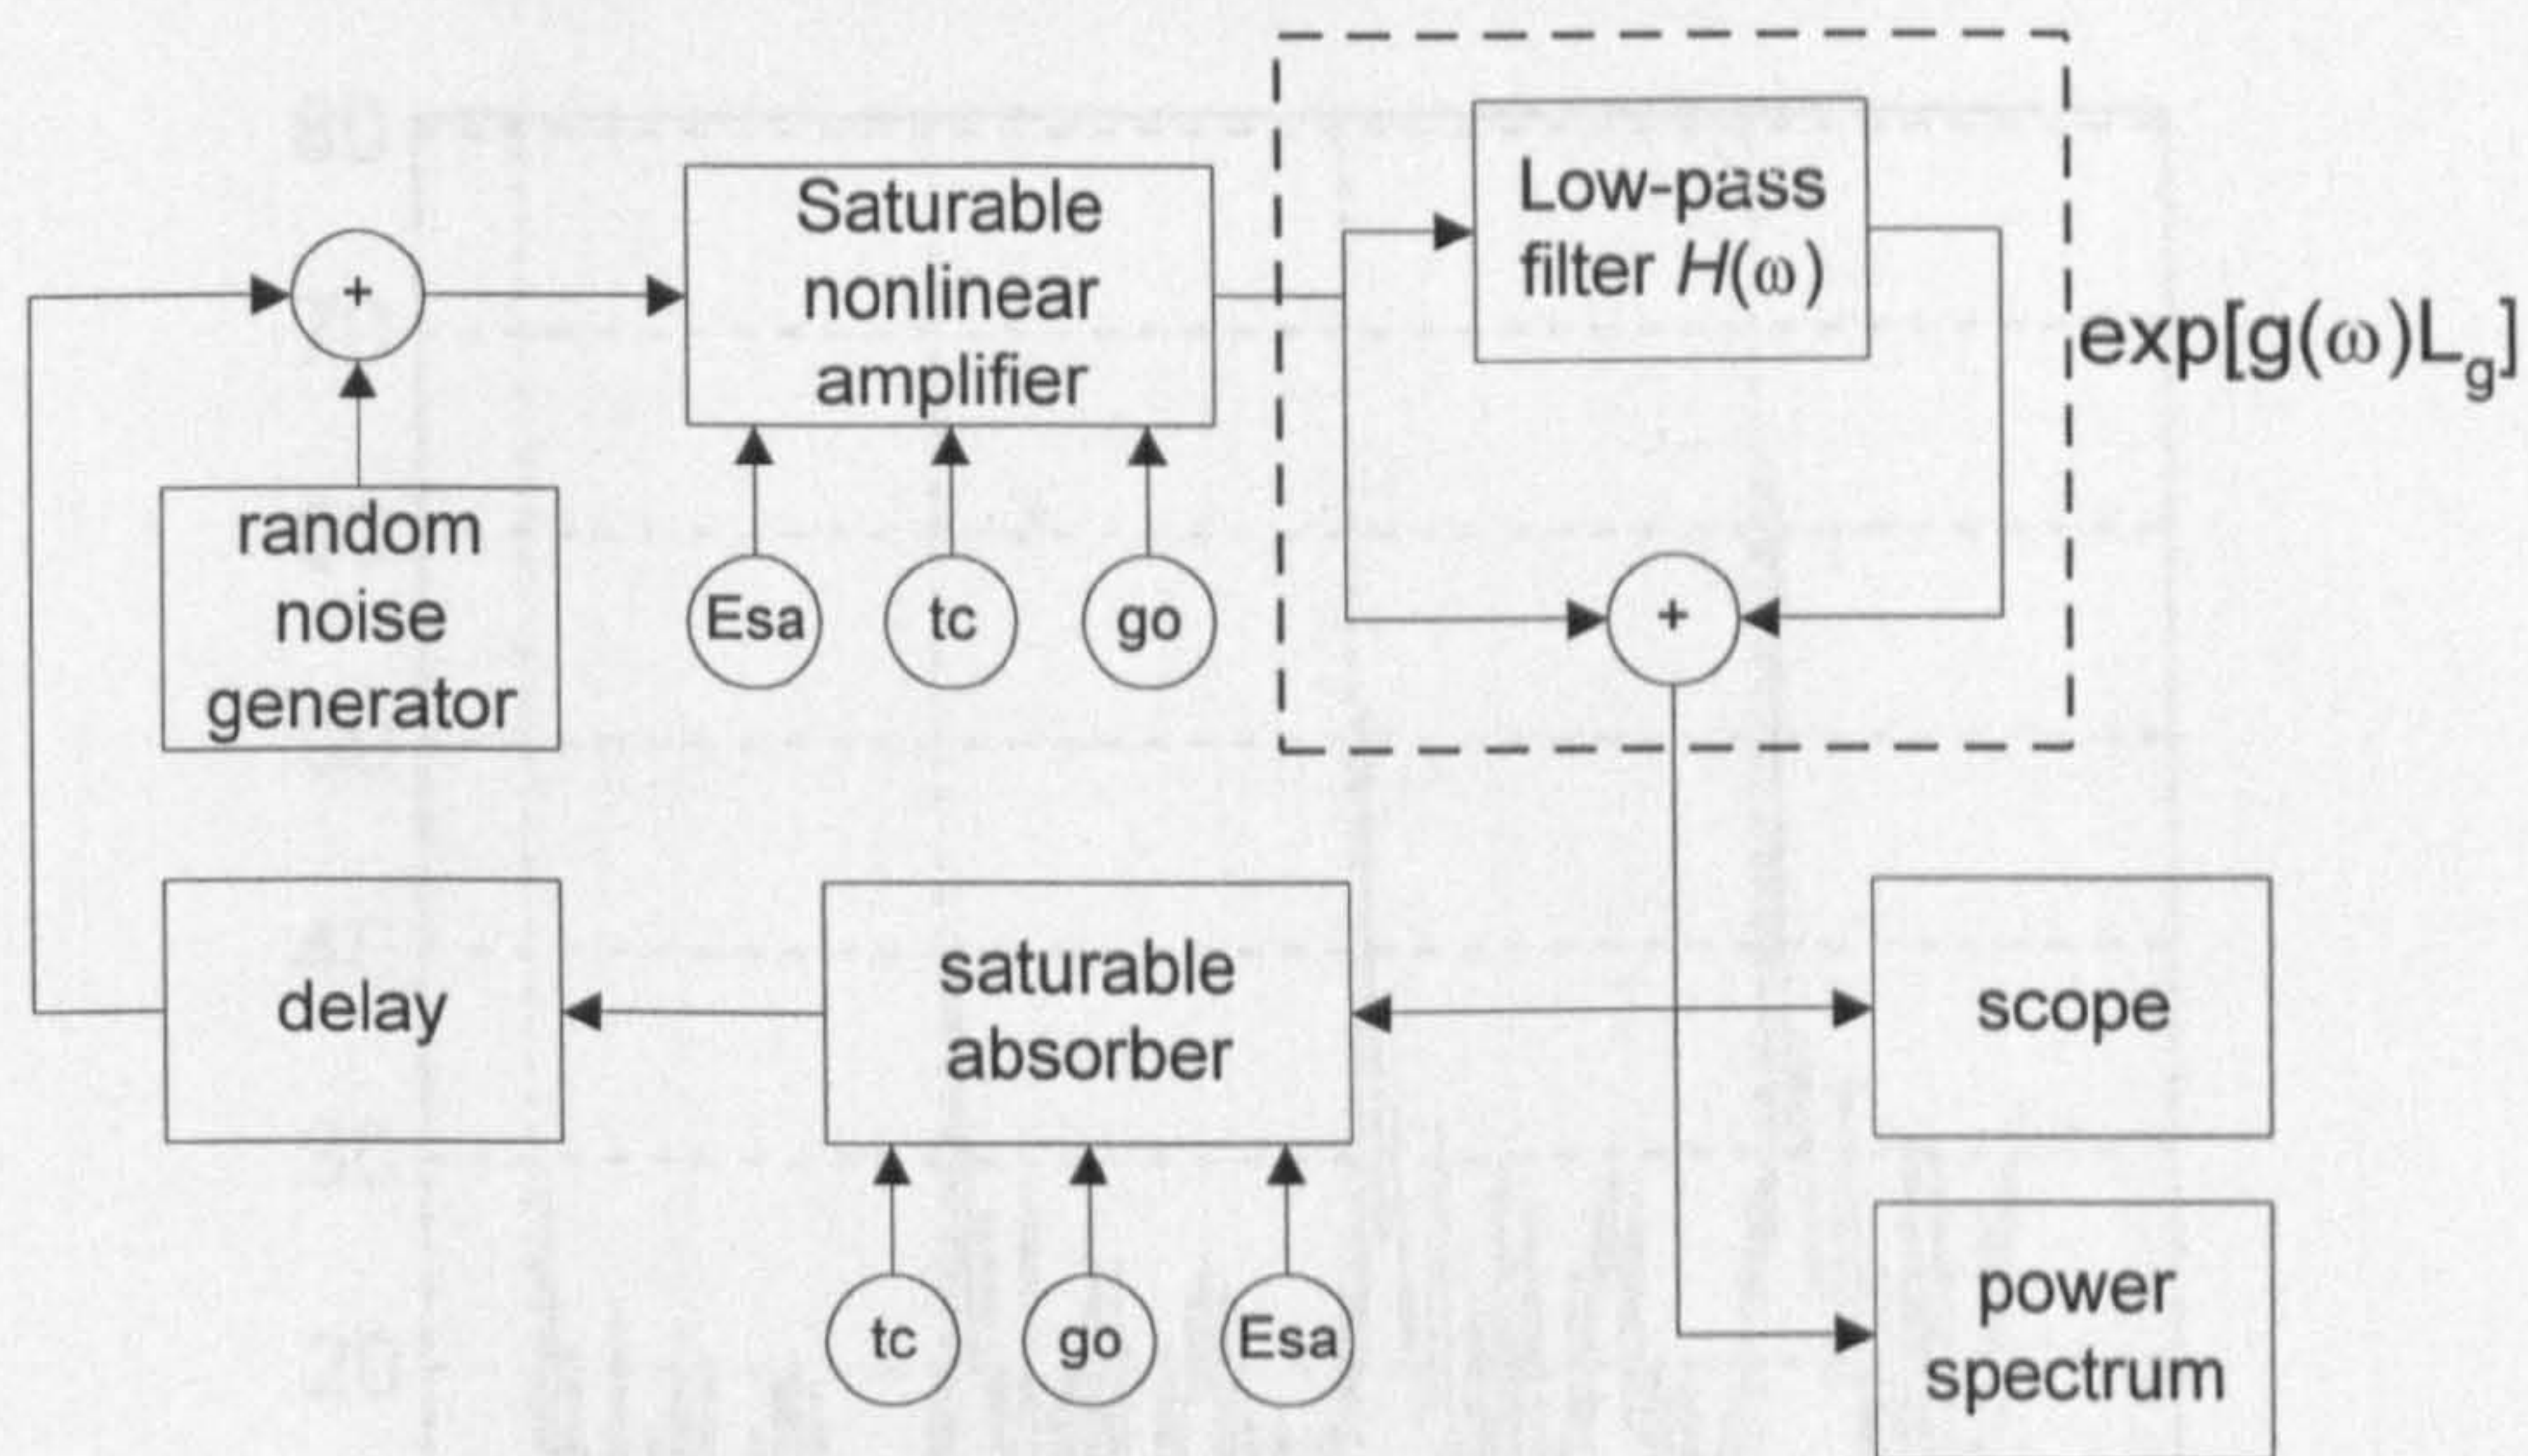 Low-pass
filter H(ω)
Saturable
nonlinear
amplifier
+
exp[g(ω)L_g]
random
noise
generator
Esa
tc
go
+
delay
saturable
absorber
scope
tc
go
Esa
power
spectrum